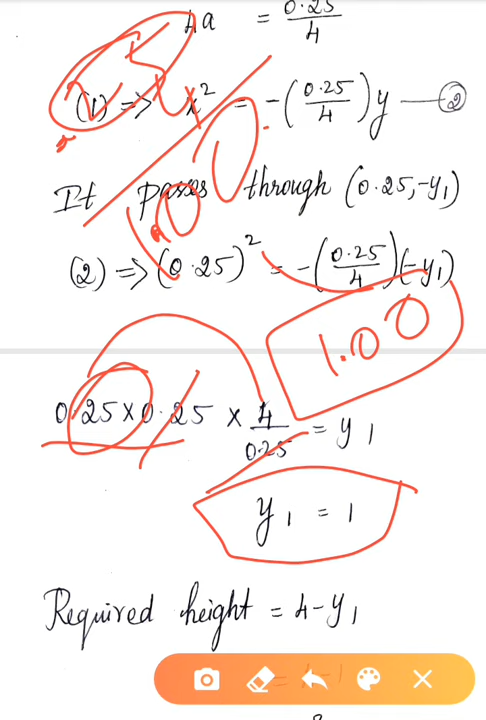 4a = 0.25/4
(1) => x² = -(0.25/4)y —②
It passes through (0.25,-y₁)
(2) => (0.25)² = -(0.25/4)(-y₁)
1.00
0.25×0.25 × 4/0.25 = y₁
y₁ = 1
Required height = 4-y₁